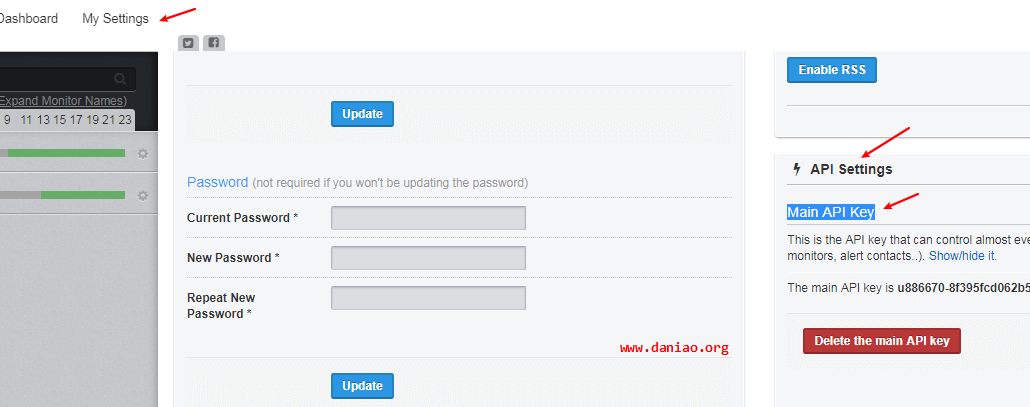 Dashboard My Settings
Expand Monitor Names)
9 11 13 15 17 19 21 23
Update
Password (not required if you won't be updating the password)
Current Password *
New Password *
Repeat New
Password *
www.daniao.org
Update
Enable RSS
API Settings
Main API Key
This is the API key that can control almost eve
monitors, alert contacts..). Show/hide it.
The main API key is u886670-8f395fcd062b5
Delete the main API key